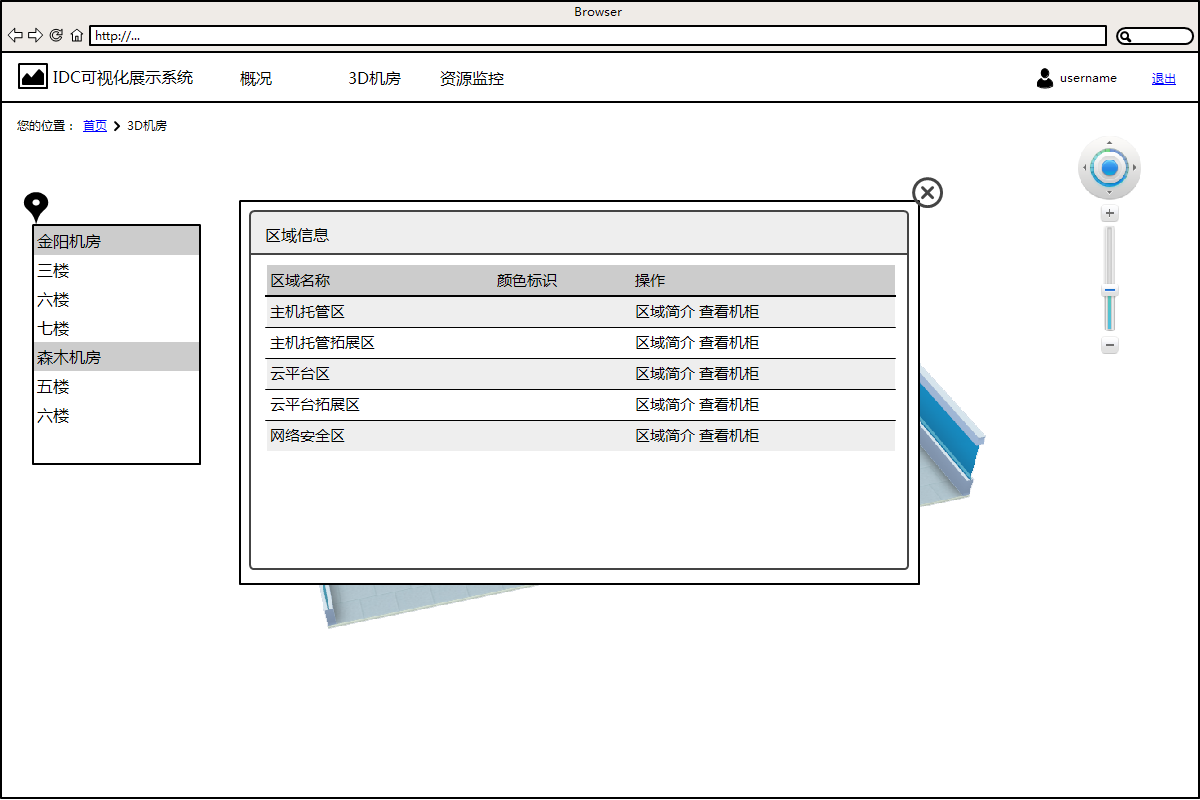 Browser
http://...
IDC可视化展示系统 概况 3D机房 资源监控 username 退出
您的位置： 首页 3D机房
金阳机房
三楼
六楼
七楼
森木机房
五楼
六楼
区域信息
区域名称 颜色标识 操作
主机托管区 区域简介 查看机柜
主机托管拓展区 区域简介 查看机柜
云平台区 区域简介 查看机柜
云平台拓展区 区域简介 查看机柜
网络安全区 区域简介 查看机柜